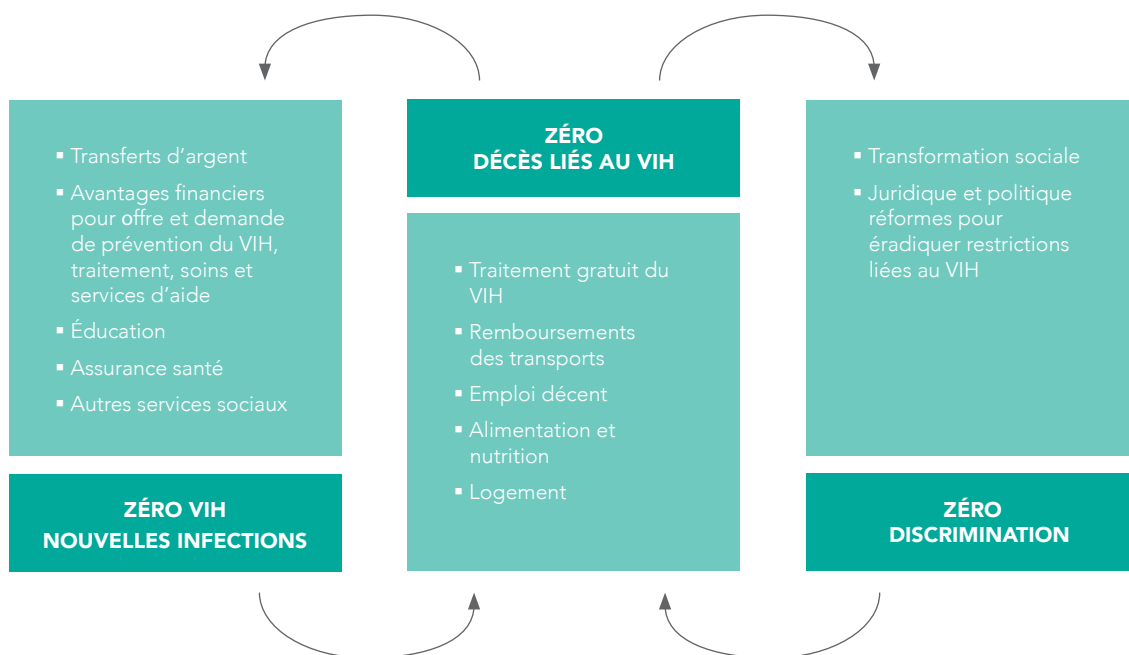 ▪ Transferts d'argent
▪ Avantages financiers
pour offre et demande
de prévention du VIH,
traitement, soins et
services d'aide
▪ Éducation
▪ Assurance santé
▪ Autres services sociaux
ZÉRO VIH
NOUVELLES INFECTIONS
ZÉRO
DÉCÈS LIÉS AU VIH
▪ Traitement gratuit du
VIH
▪ Remboursements
des transports
▪ Emploi décent
▪ Alimentation et
nutrition
▪ Logement
▪ Transformation sociale
▪ Juridique et politique
réformes pour
éradiquer restrictions
liées au VIH
ZÉRO
DISCRIMINATION